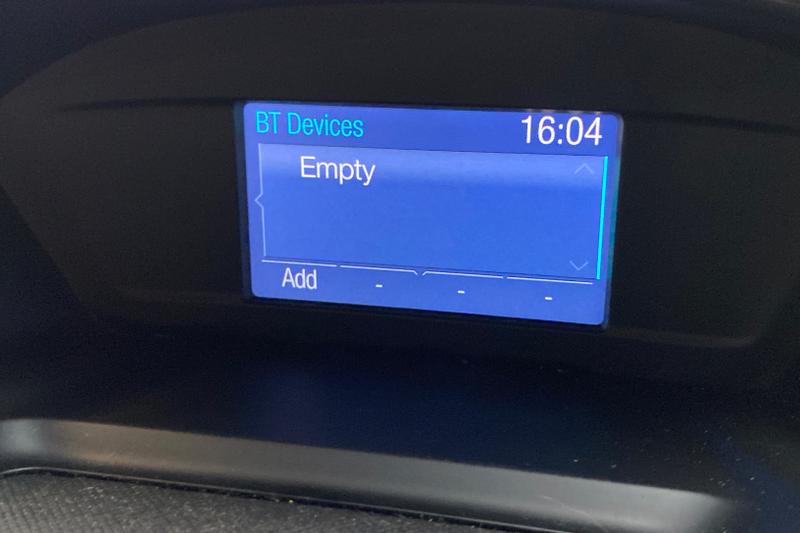 BT Devices 16:04
Empty
Add - - -